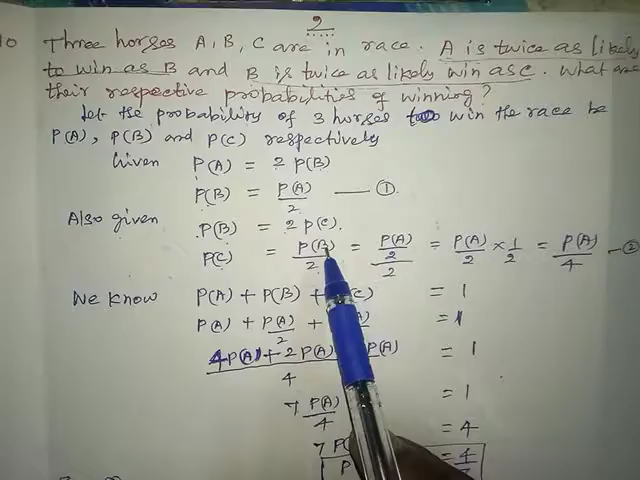 9
10 Three horses A, B, C are in race. A is twice as likely
to win as B and B is twice as likely win as C. What are
their respective probabilities of winning?
Let the probability of 3 horses to win the race be
P(A), P(B) and P(C) respectively
Given P(A) = 2 P(B)
P(B) = P(A)/2 —— ①
Also given P(B) = 2 P(C).
P(C) = P(B)/2 = P(A)/2/2 = P(A)/2 × 1/2 = P(A)/4 — ②
We know P(A) + P(B) + (C) = 1
P(A) + P(A)/2 + A) = 1
4P(A) + 2P(A) P(A) / 4 = 1
7 P(A)/4 = 1
7 P( = 4
P = 4/